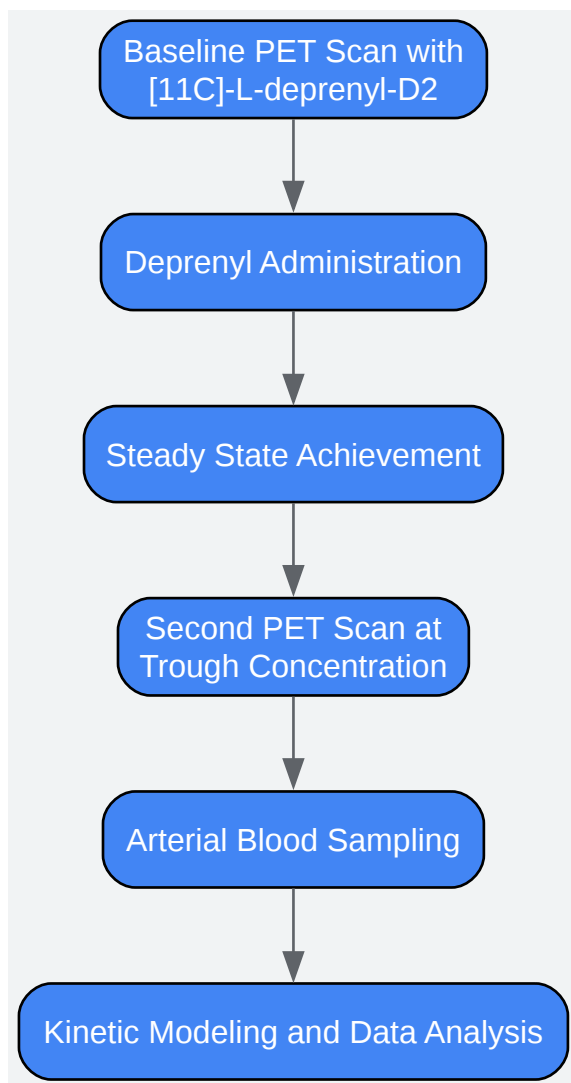 Baseline PET Scan with
[11C]-L-deprenyl-D2
Deprenyl Administration
Steady State Achievement
Second PET Scan at
Trough Concentration
Arterial Blood Sampling
Kinetic Modeling and Data Analysis